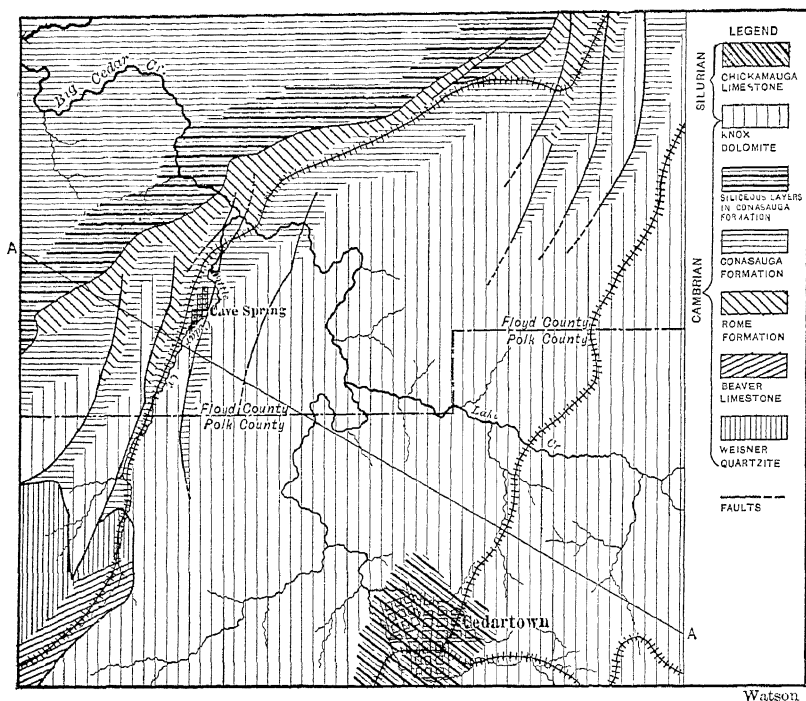 Big Cedar Cr.
A
Cave Spring
Floyd County
Polk County
Floyd County
Polk County
Lake
Cr.
Cedartown
A
LEGEND
SILURIAN
CHICKAMAUGA
LIMESTONE
KNOX
DOLOMITE
CAMBRIAN
SILICEOUS LAYERS
IN CONASAUGA
FORMATION
CONASAUGA
FORMATION
ROME
FORMATION
BEAVER
LIMESTONE
WEISNER
QUARTZITE
FAULTS
Watson